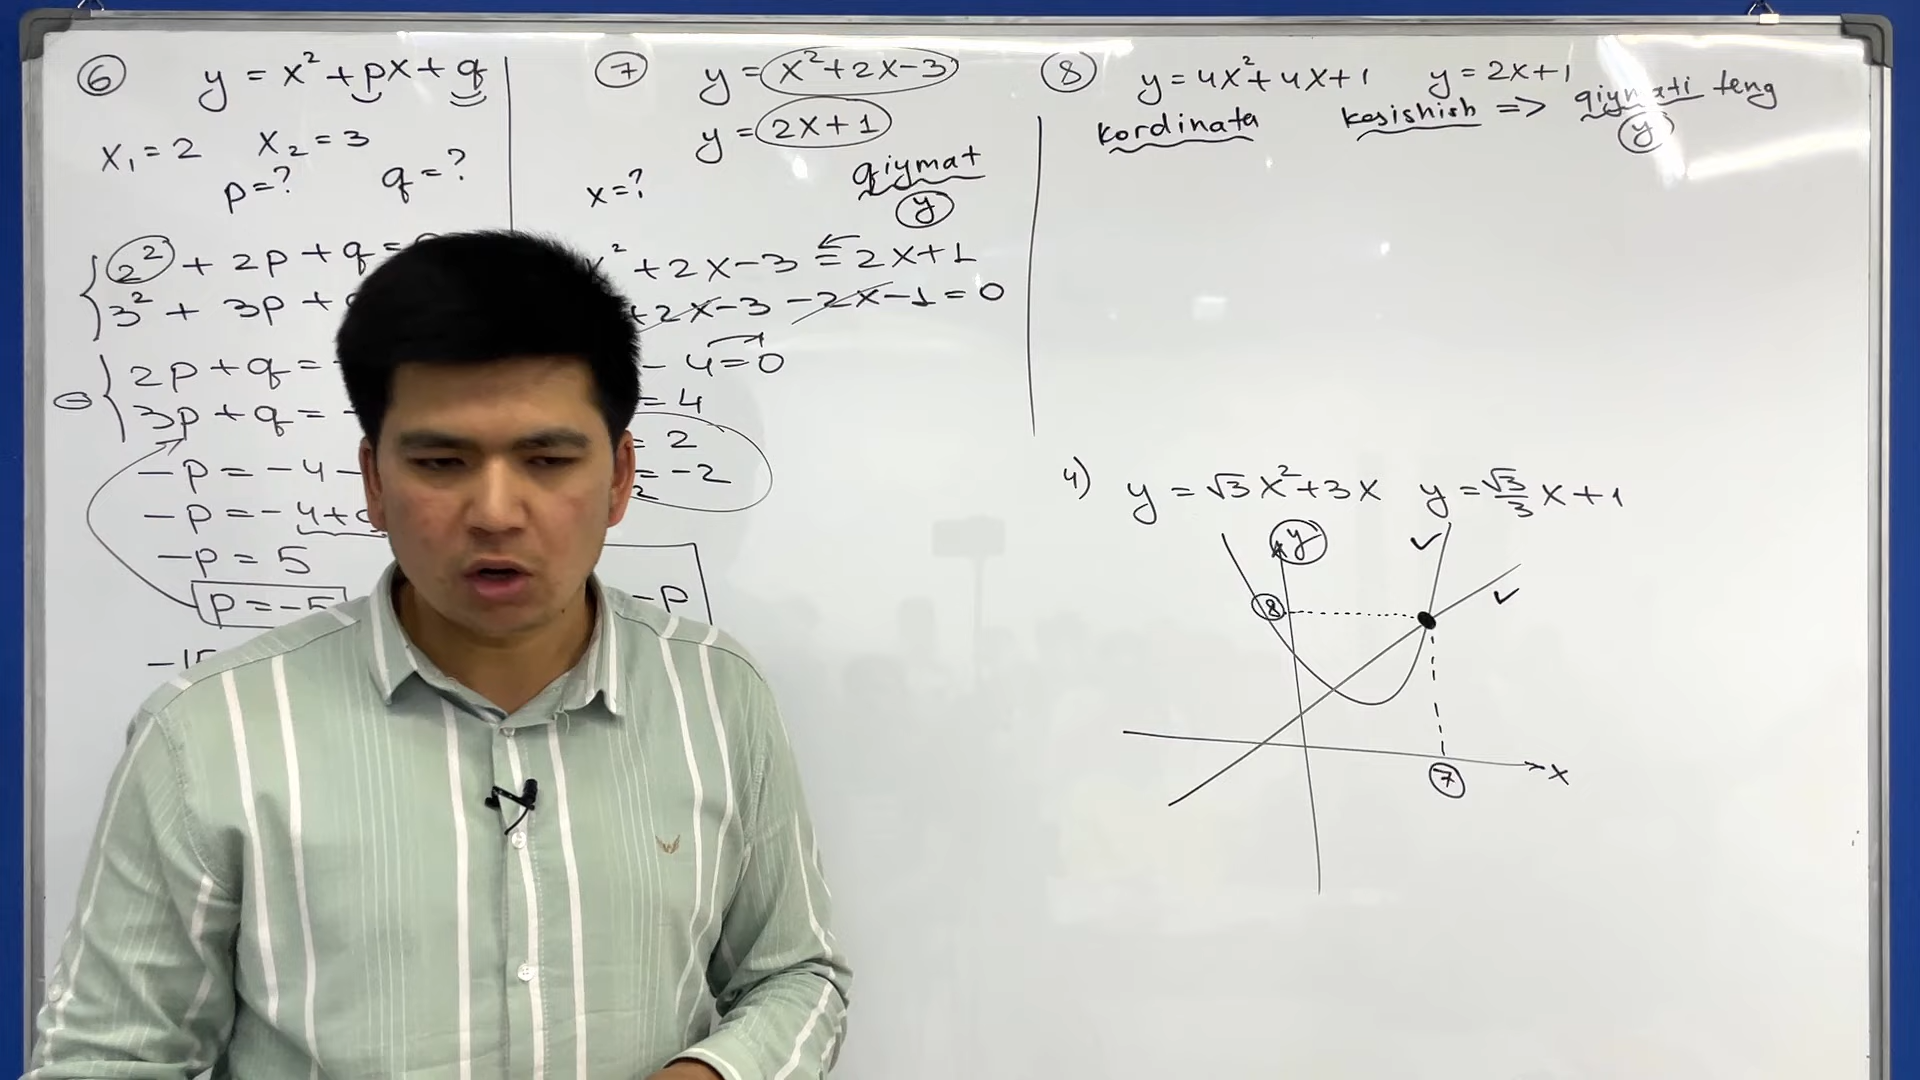 6 y = x² + px + q
x₁ = 2 x₂ = 3
p = ? q = ?
2² + 2p + q =
3² + 3p +
2p + q =
3p + q =
-p = -4 -
-p = -4 +
-p = 5
p = -5
-15
-p
7 y = x² + 2x - 3
y = 2x + 1
x = ? qiymat
y
x² + 2x - 3 = 2x + 1
+ 2x - 3 - 2x - 1 = 0
- 4 = 0
= 4
= 2
= -2
8 y = 4x² + 4x + 1 y = 2x + 1
kordinata kesishish => qiymati teng
y
4) y = √3x² + 3x y = √3/3 x + 1
y
8
7
x